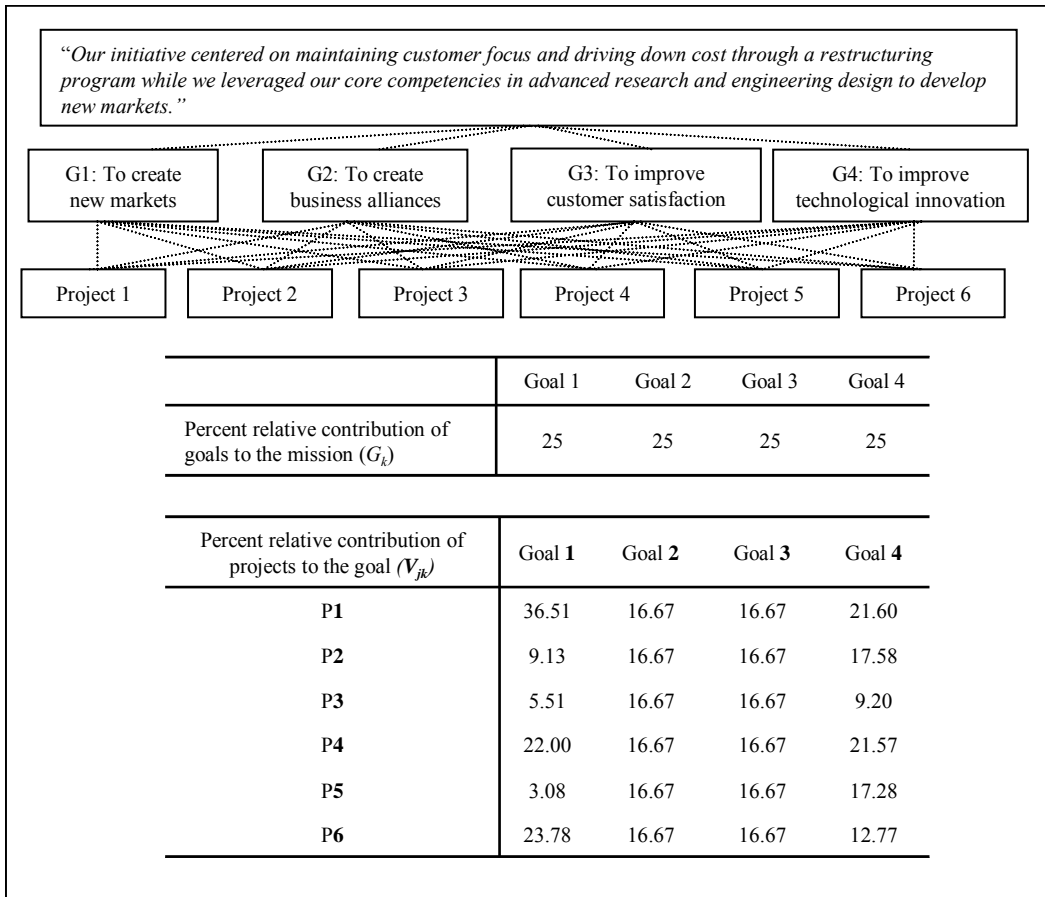 “Our initiative centered on maintaining customer focus and driving down cost through a restructuring
program while we leveraged our core competencies in advanced research and engineering design to develop
new markets.”
G1: To create
new markets
G2: To create
business alliances
G3: To improve
customer satisfaction
G4: To improve
technological innovation
Project 1
Project 2
Project 3
Project 4
Project 5
Project 6
Goal 1 Goal 2 Goal 3 Goal 4
Percent relative contribution of
goals to the mission (Gk) 25 25 25 25
Percent relative contribution of
projects to the goal (Vjk) Goal 1 Goal 2 Goal 3 Goal 4
P1 36.51 16.67 16.67 21.60
P2 9.13 16.67 16.67 17.58
P3 5.51 16.67 16.67 9.20
P4 22.00 16.67 16.67 21.57
P5 3.08 16.67 16.67 17.28
P6 23.78 16.67 16.67 12.77